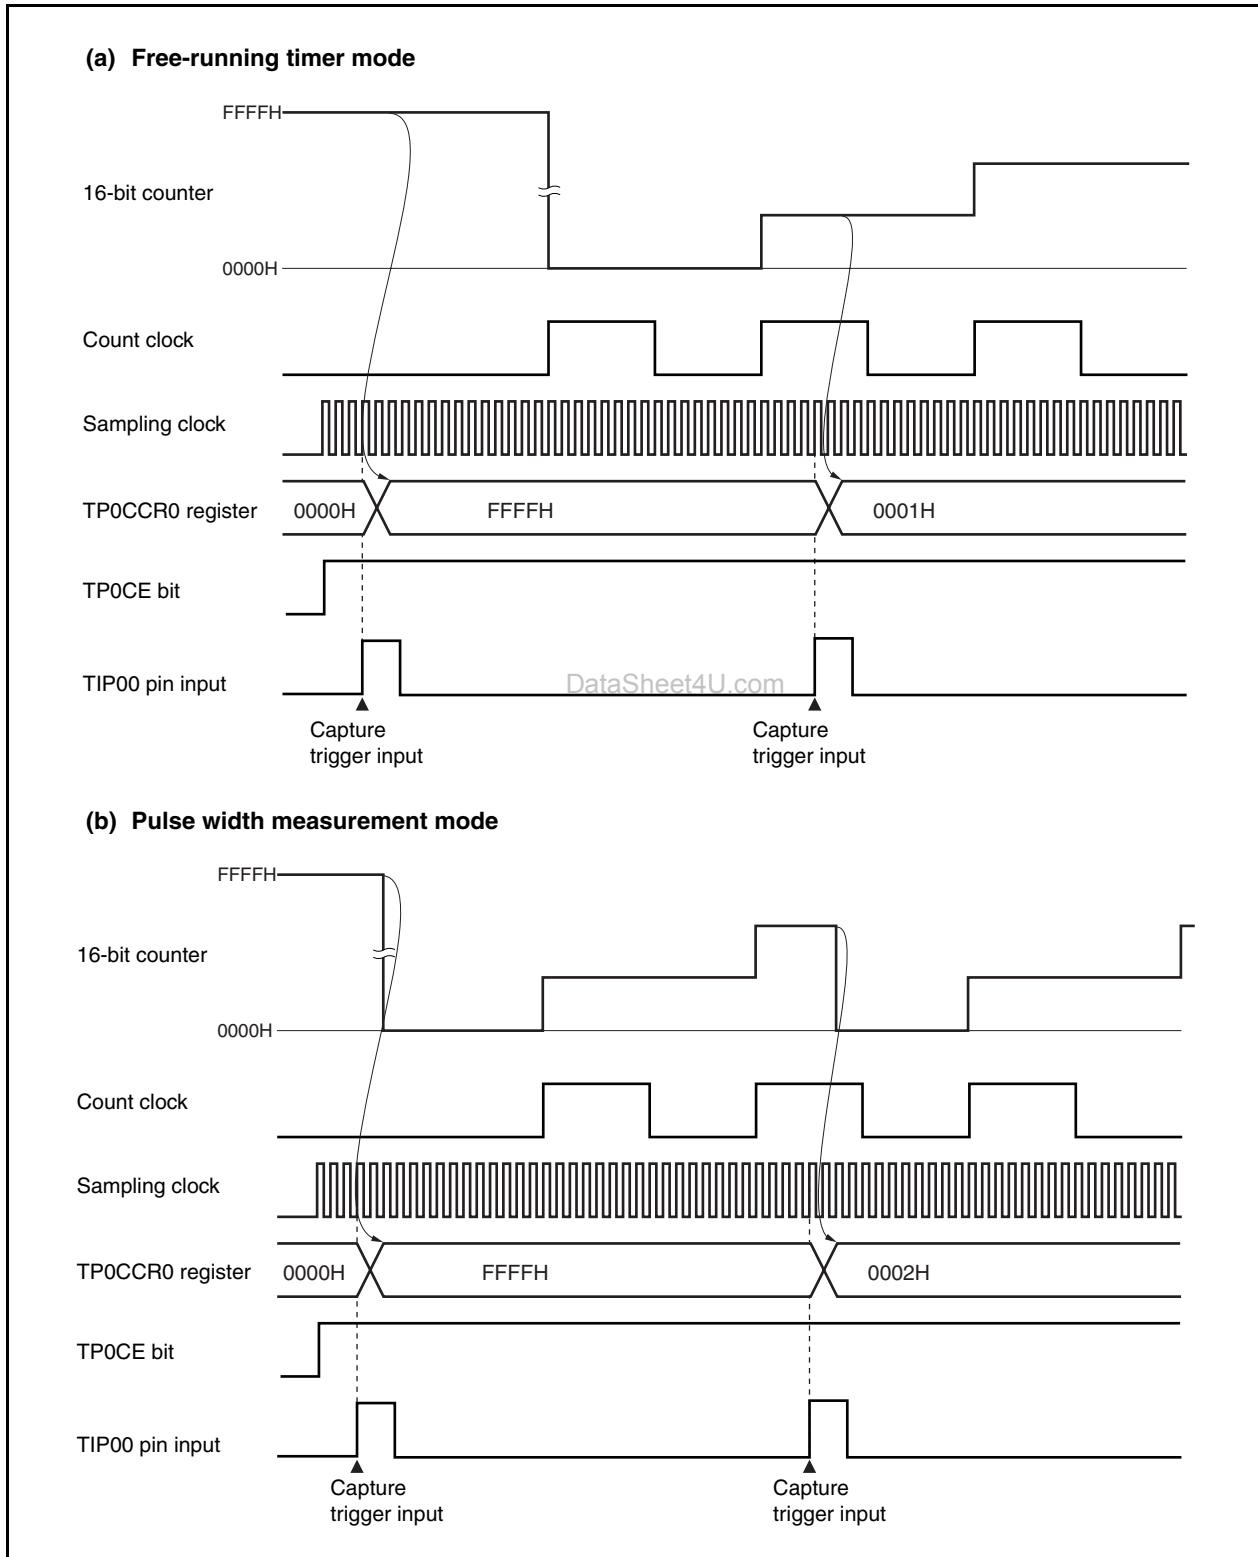 (a) Free-running timer mode
FFFFH
16-bit counter
0000H
Count clock
Sampling clock
TP0CCR0 register
0000H
FFFFH
0001H
TP0CE bit
TIP00 pin input
DataSheet4U.com
Capture
trigger input
Capture
trigger input
(b) Pulse width measurement mode
FFFFH
16-bit counter
0000H
Count clock
Sampling clock
TP0CCR0 register
0000H
FFFFH
0002H
TP0CE bit
TIP00 pin input
Capture
trigger input
Capture
trigger input